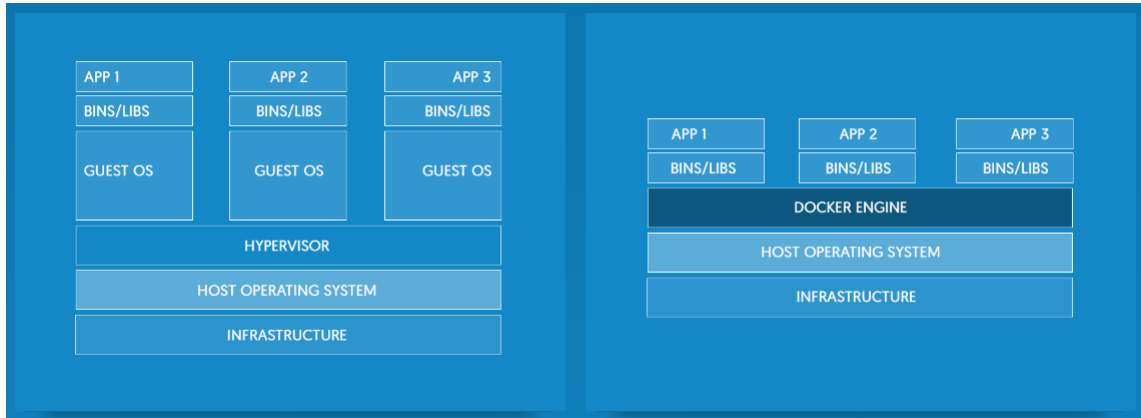 APP 1 APP 2 APP 3
BINS/LIBS BINS/LIBS BINS/LIBS
GUEST OS GUEST OS GUEST OS
HYPERVISOR
HOST OPERATING SYSTEM
INFRASTRUCTURE
APP 1 APP 2 APP 3
BINS/LIBS BINS/LIBS BINS/LIBS
DOCKER ENGINE
HOST OPERATING SYSTEM
INFRASTRUCTURE